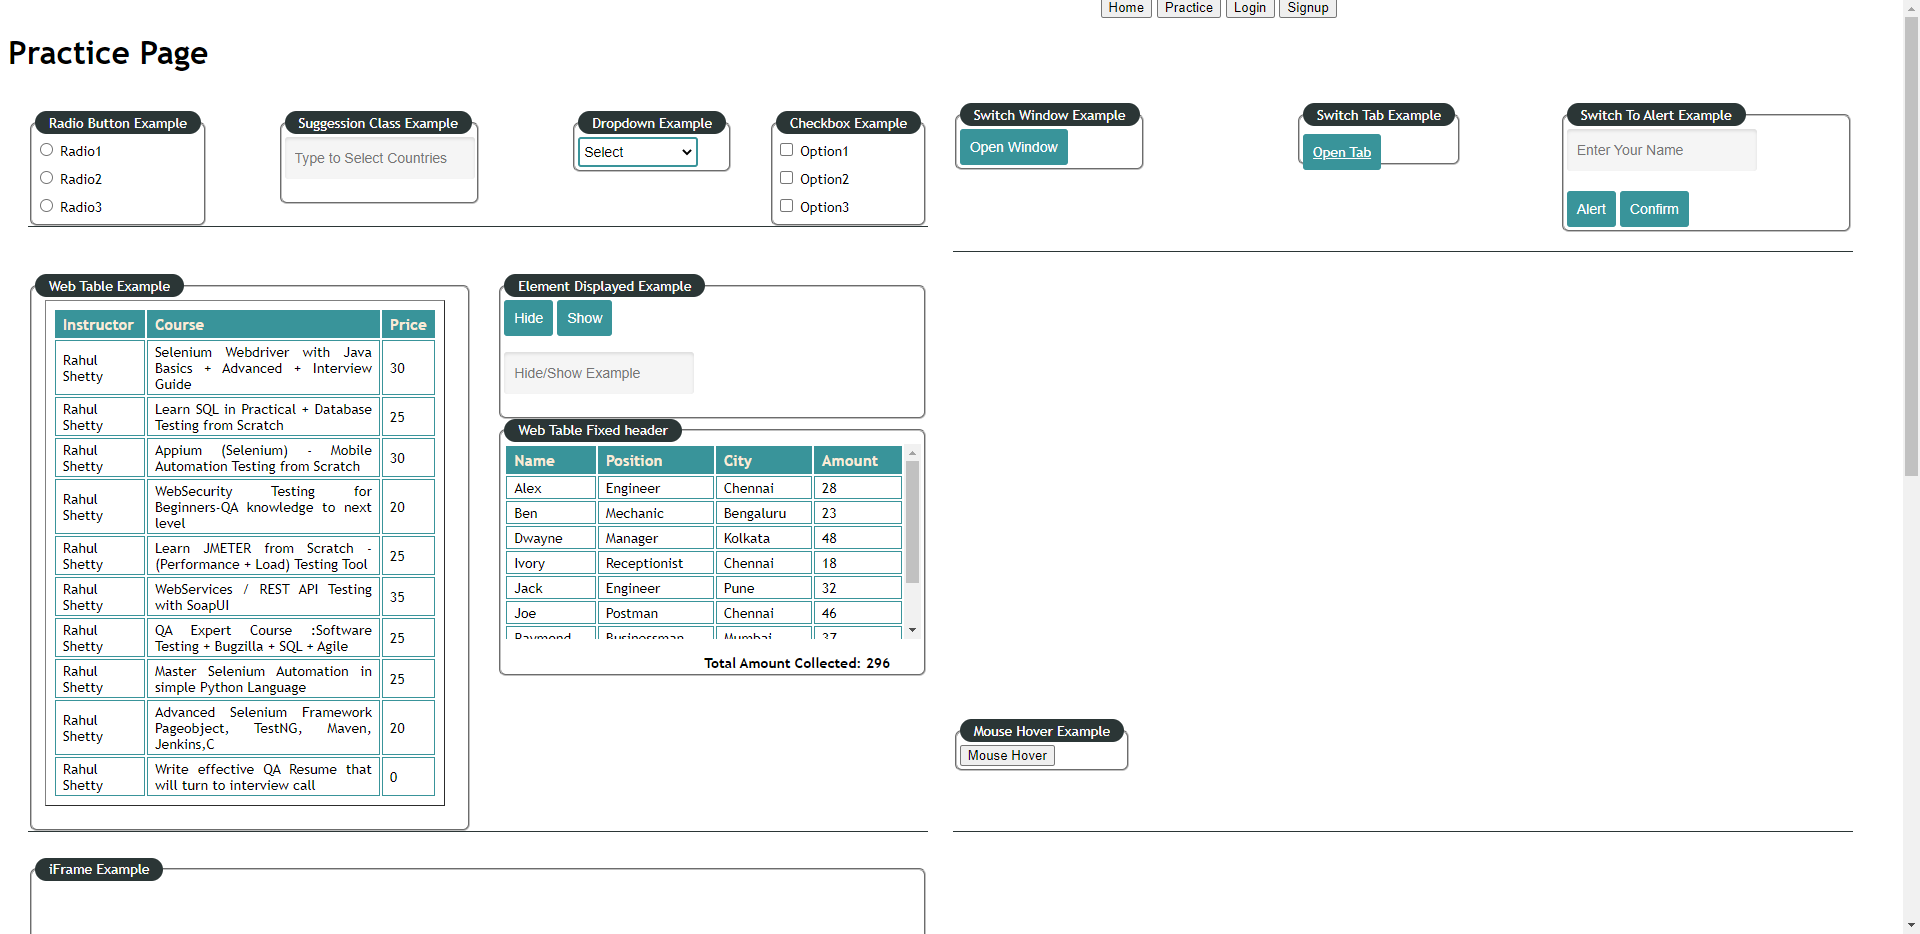 Home Practice Login Signup
Practice Page
Radio Button Example
Radio1
Radio2
Radio3
Suggession Class Example
Type to Select Countries
Dropdown Example
Select
Checkbox Example
Option1
Option2
Option3
Switch Window Example
Open Window
Switch Tab Example
Open Tab
Switch To Alert Example
Enter Your Name
Alert Confirm
Web Table Example
Instructor Course Price
Rahul
Shetty
Selenium Webdriver with Java
Basics + Advanced + Interview
Guide
30
Rahul
Shetty
Learn SQL in Practical + Database
Testing from Scratch
25
Rahul
Shetty
Appium (Selenium) - Mobile
Automation Testing from Scratch
30
Rahul
Shetty
WebSecurity Testing for
Beginners-QA knowledge to next
level
20
Rahul
Shetty
Learn JMETER from Scratch -
(Performance + Load) Testing Tool
25
Rahul
Shetty
WebServices / REST API Testing
with SoapUI
35
Rahul
Shetty
QA Expert Course :Software
Testing + Bugzilla + SQL + Agile
25
Rahul
Shetty
Master Selenium Automation in
simple Python Language
25
Rahul
Shetty
Advanced Selenium Framework
Pageobject, TestNG, Maven,
Jenkins,C
20
Rahul
Shetty
Write effective QA Resume that
will turn to interview call
0
Element Displayed Example
Hide Show
Hide/Show Example
Web Table Fixed header
Name Position City Amount
Alex Engineer Chennai 28
Ben Mechanic Bengaluru 23
Dwayne Manager Kolkata 48
Ivory Receptionist Chennai 18
Jack Engineer Pune 32
Joe Postman Chennai 46
Raymond Businessman Mumbai 37
Total Amount Collected: 296
Mouse Hover Example
Mouse Hover
iFrame Example